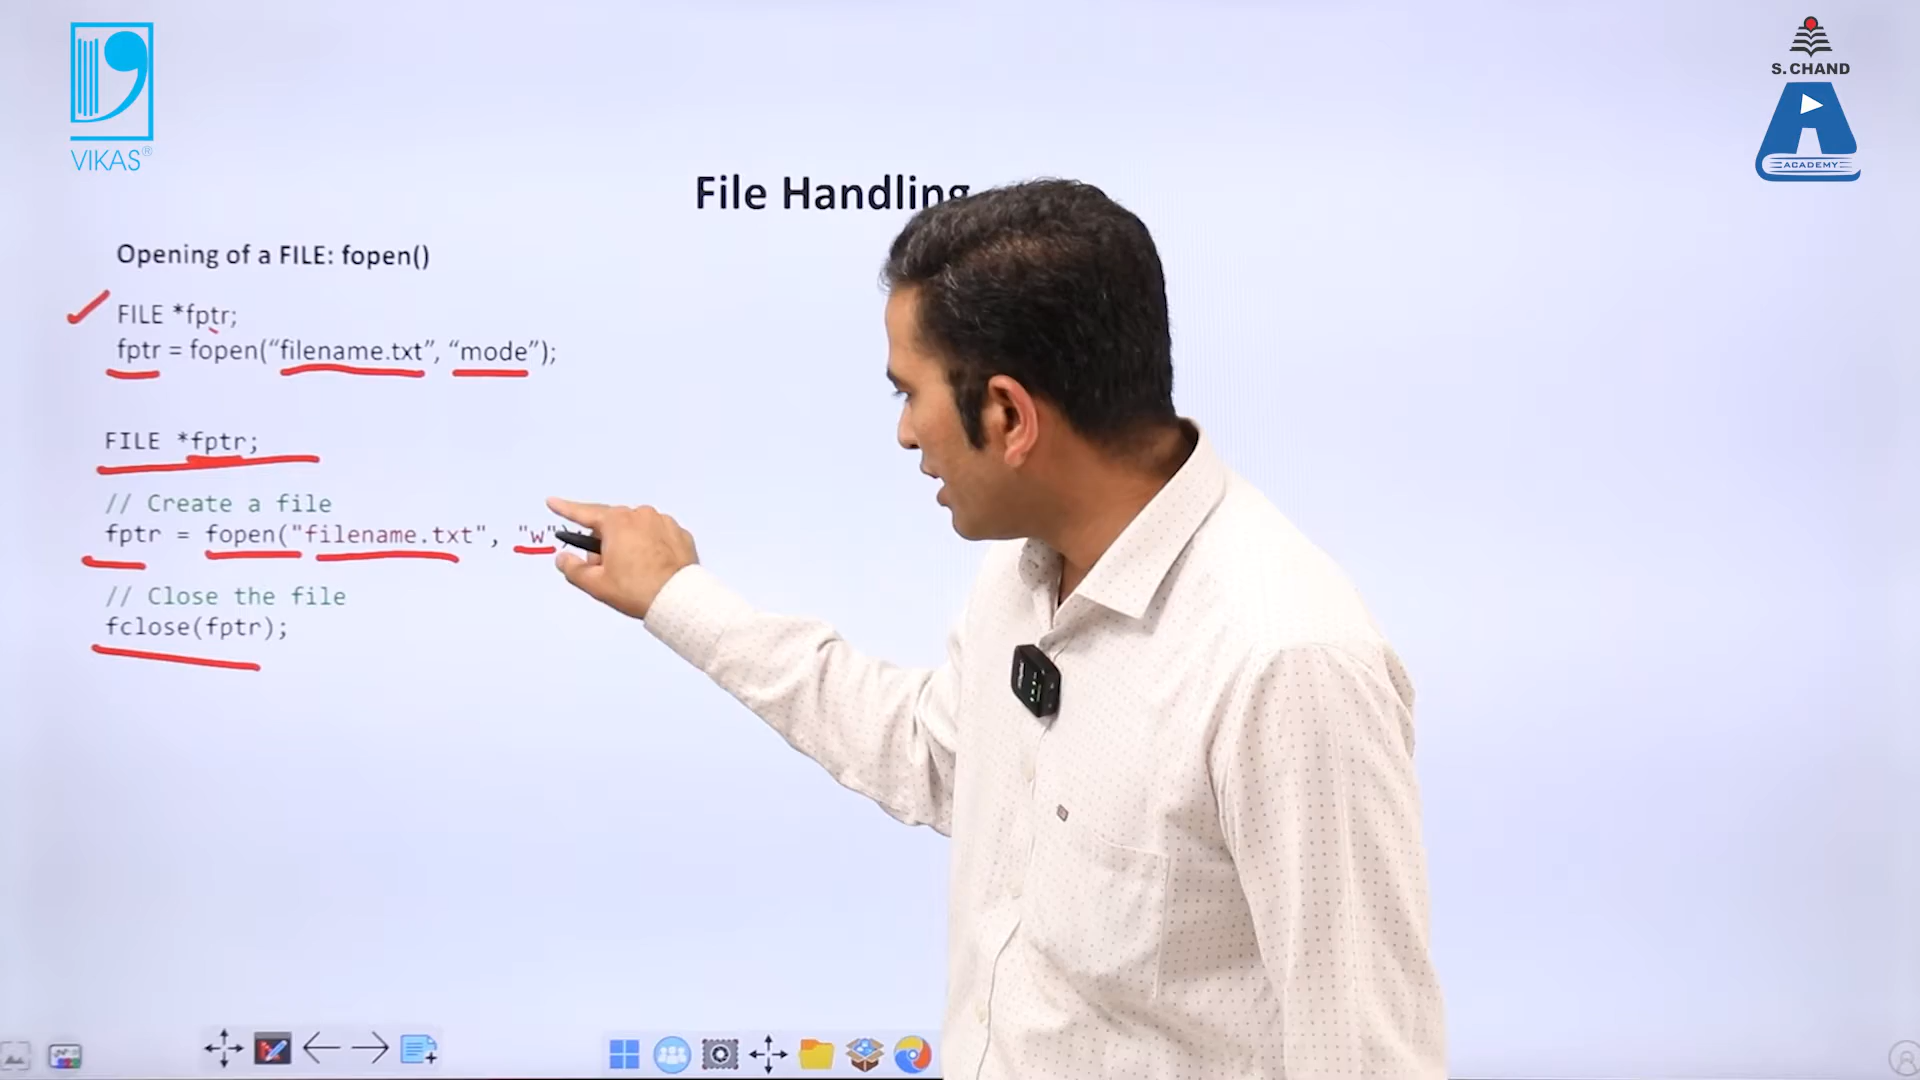 VIKAS®
S. CHAND
ACADEMY
File Handling
Opening of a FILE: fopen()
FILE *fptr;
fptr = fopen(“filename.txt”, “mode”);
FILE *fptr;
// Create a file
fptr = fopen("filename.txt", "w");
// Close the file
fclose(fptr);